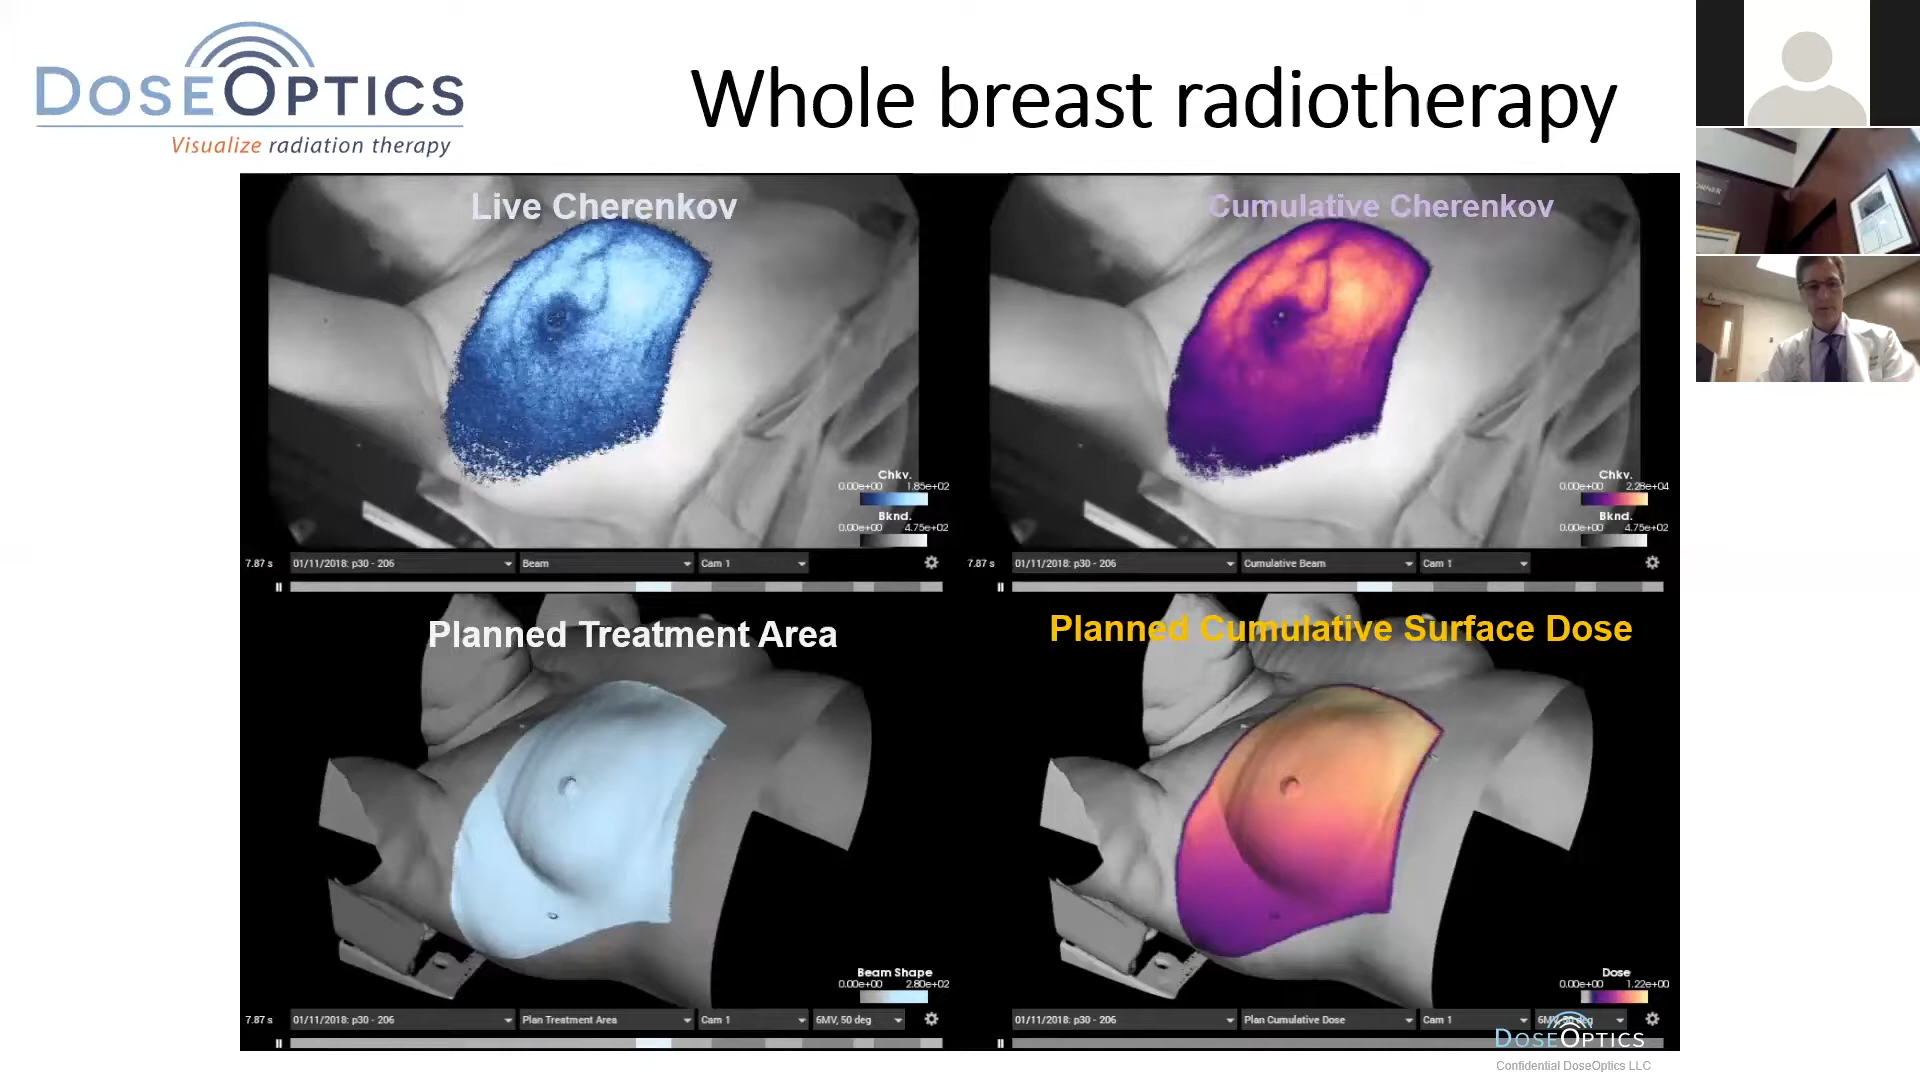 DOSEOPTICS
Visualize radiation therapy
Whole breast radiotherapy
Live Cherenkov
Chkv.
0.00e+00 1.85e+02
Bknd.
0.00e+00 4.75e+02
7.87 s 01/11/2018: p30 - 206 Beam Cam 1
Cumulative Cherenkov
Chkv.
0.00e+00 2.28e+04
Bknd.
0.00e+00 4.75e+02
7.87 s 01/11/2018: p30 - 206 Cumulative Beam Cam 1
Planned Treatment Area
Beam Shape
0.00e+00 2.80e+02
7.87 s 01/11/2018: p30 - 206 Plan Treatment Area Cam 1 6MV, 50 deg
Planned Cumulative Surface Dose
Dose
0.00e+00 1.22e+00
01/11/2018: p30 - 206 Plan Cumulative Dose Cam 1 6MV, 50 deg
DOSEOPTICS
Confidential DoseOptics LLC